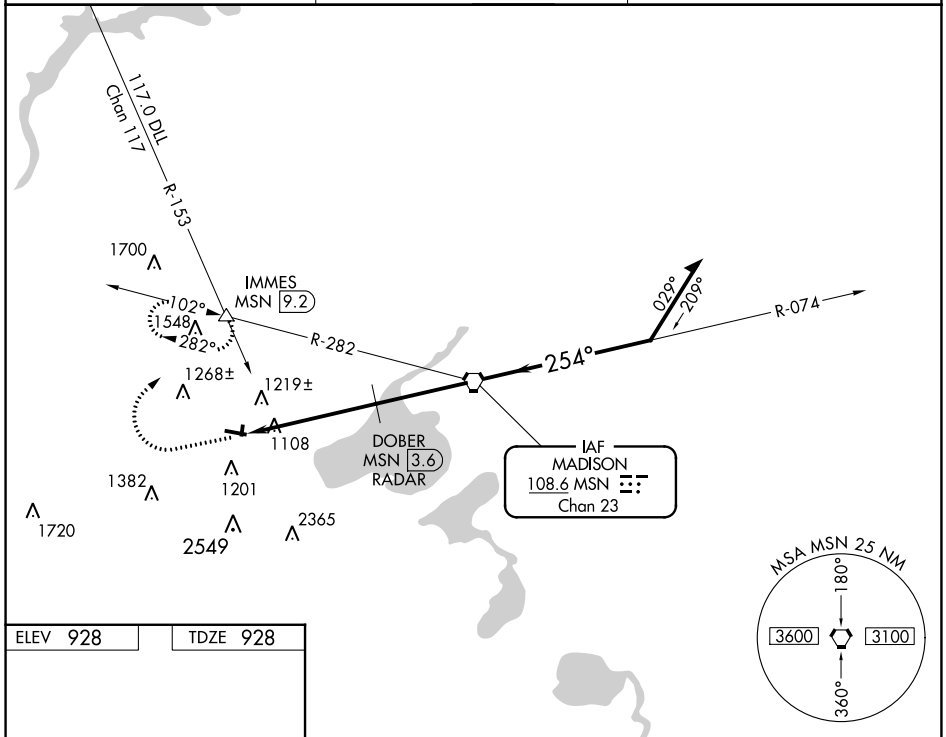 117.0 DLL
Chan 117
R-153
1700
IMMES
MSN 9.2
102°
1548
282°
R-282
029°
209°
R-074
254°
1268±
1219±
1108
DOBER
MSN 3.6
RADAR
IAF
MADISON
108.6 MSN
Chan 23
1382
1201
1720
2549
2365
MSA MSN 25 NM
180°
3600
3100
360°
ELEV 928
TDZE 928